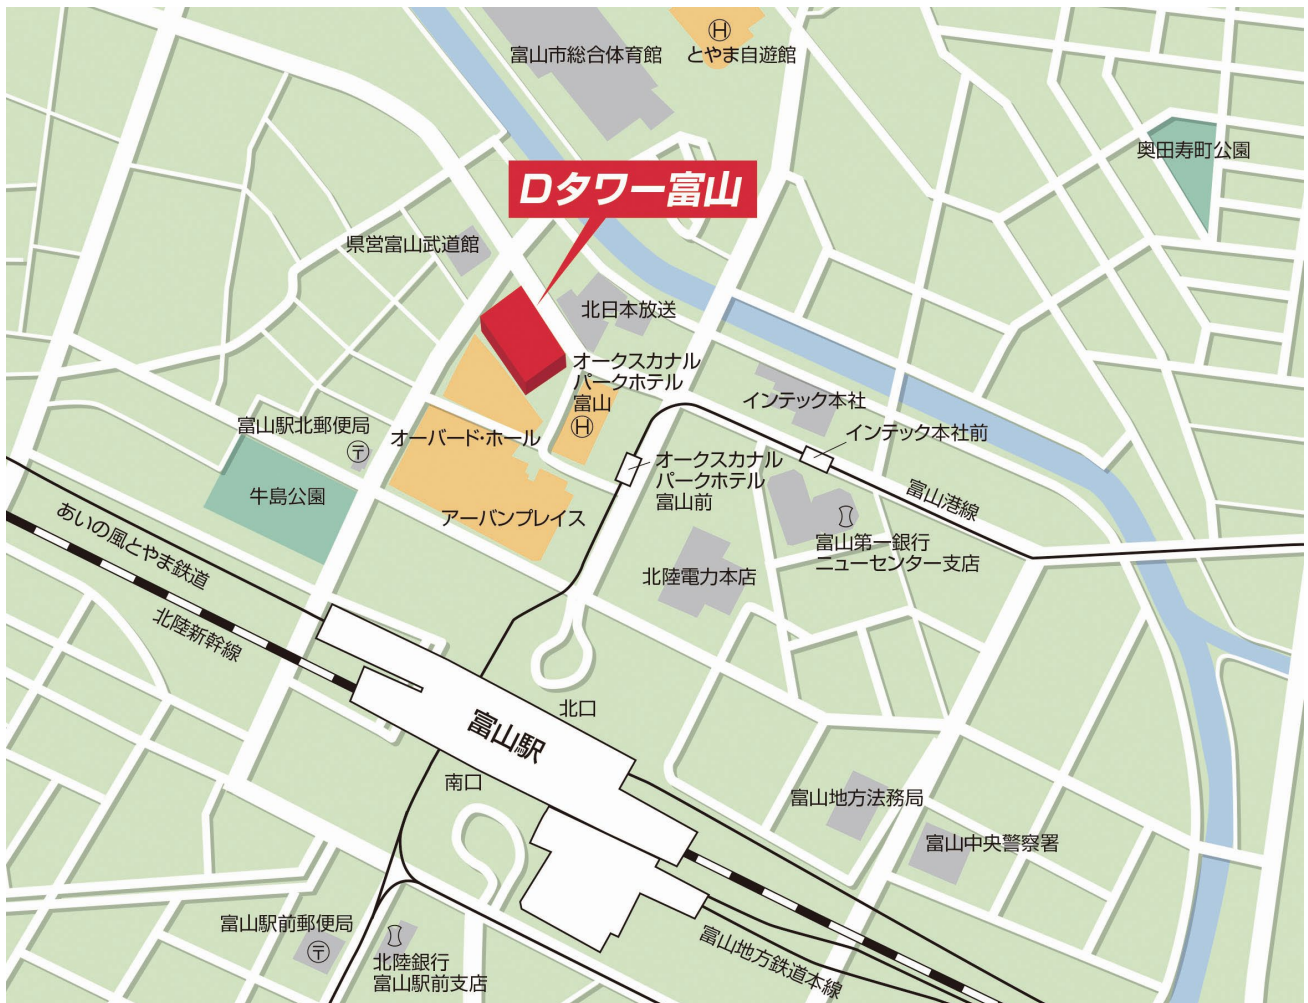 富山市総合体育館
Ⓗ
とやま自遊館
奥田寿町公園
Dタワー富山
県営富山武道館
北日本放送
オークスカナル
パークホテル
富山
Ⓗ
インテック本社
インテック本社前
富山駅北郵便局
〒
オーバード・ホール
オークスカナル
パークホテル
富山前
富山港線
牛島公園
アーバンプレイス
富山第一銀行
ニューセンター支店
北陸電力本店
あいの風とやま鉄道
北陸新幹線
北口
富山駅
南口
富山地方法務局
富山中央警察署
富山駅前郵便局
〒
北陸銀行
富山駅前支店
富山地方鉄道本線